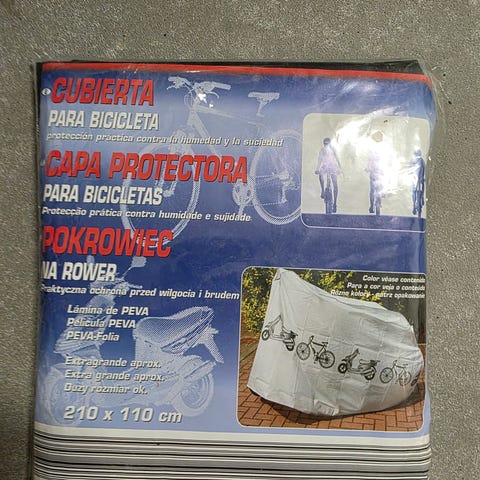 CUBIERTA
PARA BICICLETA
protección práctica contra la humedad y la suciedad
CAPA PROTECTORA
PARA BICICLETAS
Protecção prática contra humidade e sujidade
POKROWIEC
NA ROWER
Praktyczna ochrona przed wilgocia i brudem
Lámina de PEVA
Película PEVA
PEVA-Folia
Extragrande aprox.
Extra grande aprox.
Duży rozmiar ok.
210 x 110 cm
Color véase contenido
Para a cor veja o conteúdo
Różne kolory - patrz opakowanie